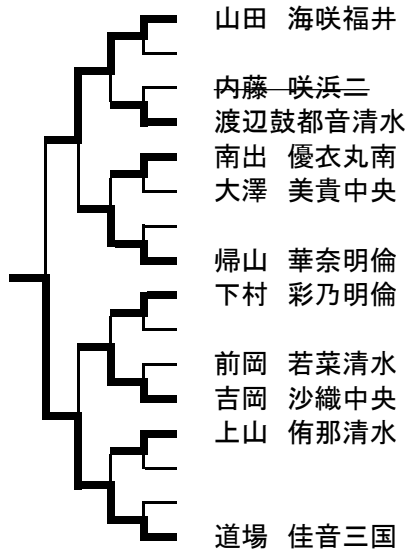 山田 海咲福井
内藤 咲浜二
渡辺鼓都音清水
南出 優衣丸南
大澤 美貴中央
帰山 華奈明倫
下村 彩乃明倫
前岡 若菜清水
吉岡 沙織中央
上山 侑那清水
道場 佳音三国